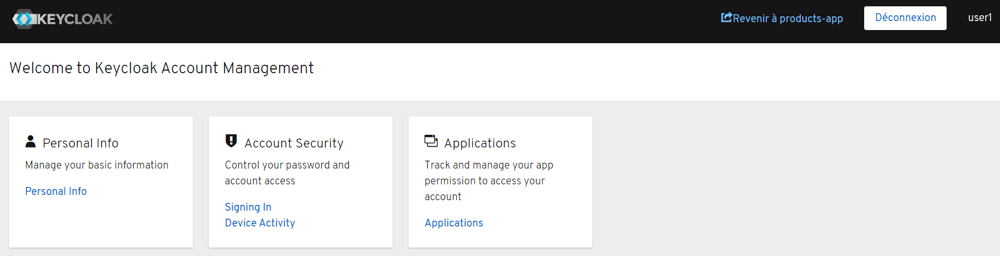 KEYCLOAK
Revenir à products-app
Déconnexion
user1
Welcome to Keycloak Account Management
Personal Info
Manage your basic information
Personal Info
Account Security
Control your password and
account access
Signing In
Device Activity
Applications
Track and manage your app
permission to access your
account
Applications